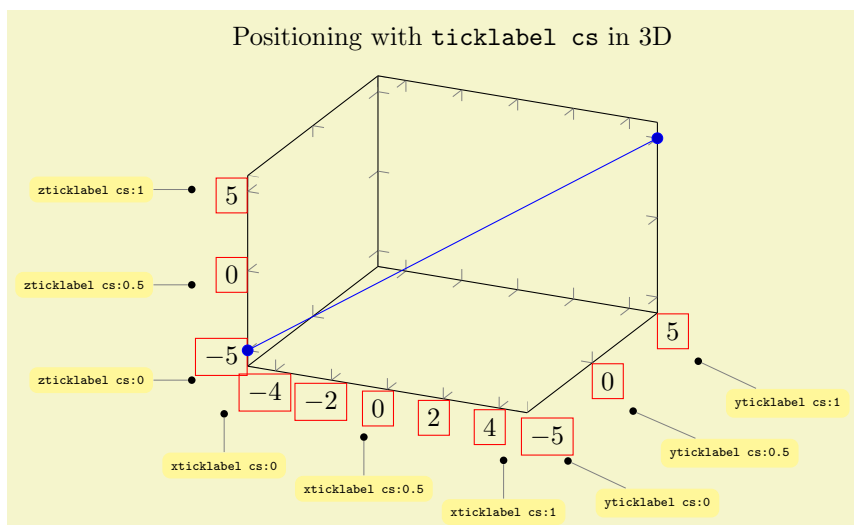 Positioning with ticklabel cs in 3D
zticklabel cs:1
5
zticklabel cs:0.5
0
zticklabel cs:0
−5
−4
−2
0
2
4
−5
0
5
xticklabel cs:0
xticklabel cs:0.5
xticklabel cs:1
yticklabel cs:0
yticklabel cs:0.5
yticklabel cs:1